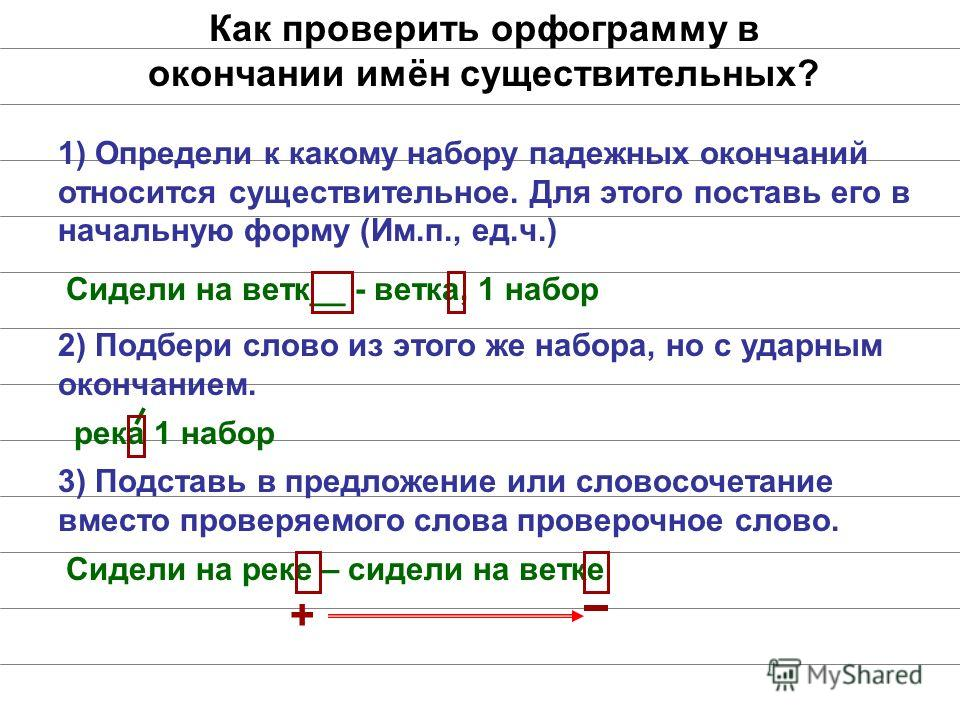 Как проверить орфограмму в
окончании имён существительных?
1) Определи к какому набору падежных окончаний
относится существительное. Для этого поставь его в
начальную форму (Им.п., ед.ч.)
Сидели на ветк__ - ветка, 1 набор
2) Подбери слово из этого же набора, но с ударным
окончанием.
река́ 1 набор
3) Подставь в предложение или словосочетание
вместо проверяемого слова проверочное слово.
Сидели на реке – сидели на ветке
+ –
MyShared